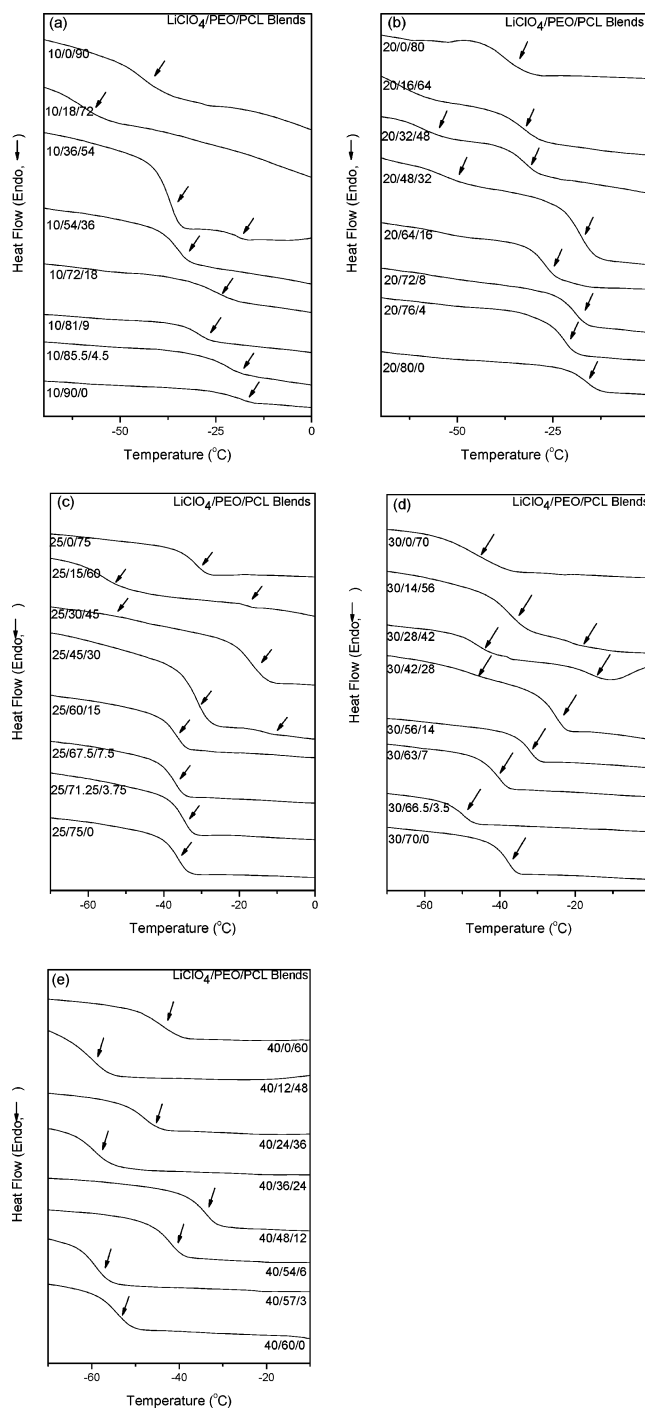 (a) LiClO4/PEO/PCL Blends
10/0/90
10/18/72
10/36/54
10/54/36
10/72/18
10/81/9
10/85.5/4.5
10/90/0
Heat Flow (Endo, → )
-50 -25 0
Temperature (°C)
(b) LiClO4/PEO/PCL Blends
20/0/80
20/16/64
20/32/48
20/48/32
20/64/16
20/72/8
20/76/4
20/80/0
Heat Flow (Endo, → )
-50 -25
Temperature (°C)
(c) LiClO4/PEO/PCL Blends
25/0/75
25/15/60
25/30/45
25/45/30
25/60/15
25/67.5/7.5
25/71.25/3.75
25/75/0
Heat Flow (Endo, → )
-60 -40 -20 0
Temperature (°C)
(d) LiClO4/PEO/PCL Blends
30/0/70
30/14/56
30/28/42
30/42/28
30/56/14
30/63/7
30/66.5/3.5
30/70/0
Heat Flow (Endo, → )
-60 -40 -20
Temperature (°C)
(e) LiClO4/PEO/PCL Blends
40/0/60
40/12/48
40/24/36
40/36/24
40/48/12
40/54/6
40/57/3
40/60/0
Heat Flow (Endo, → )
-60 -40 -20
Temperature (°C)